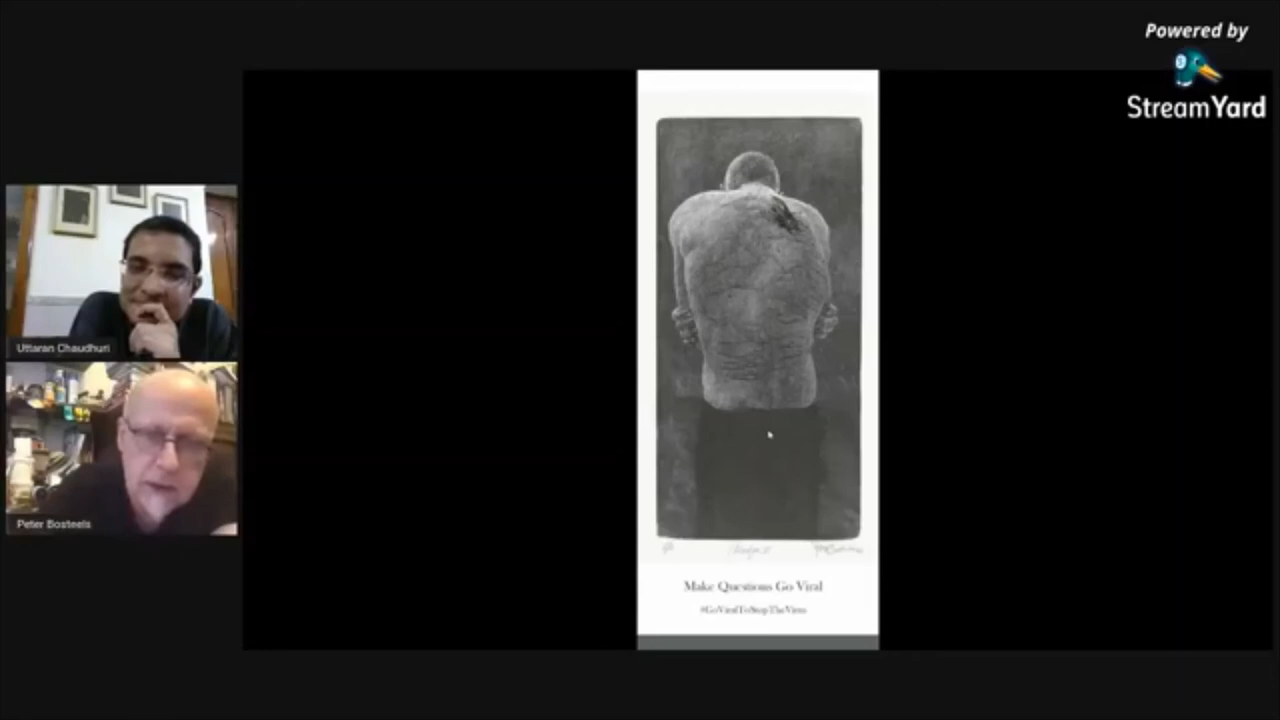 Powered by
StreamYard
Uttaran Chaudhuri
Peter Bosteels
Make Questions Go Viral
#GoViralToStopTheVirus